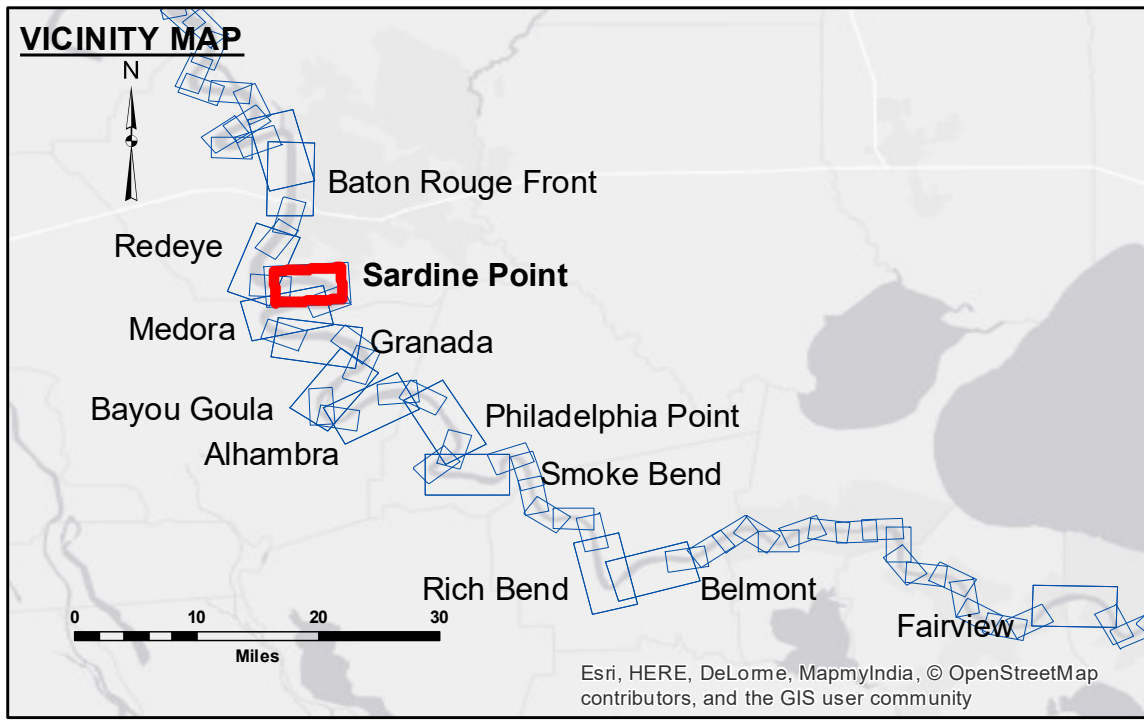 VICINITY MAP
N
Baton Rouge Front
Redeye
Sardine Point
Medora
Granada
Bayou Goula
Philadelphia Point
Alhambra
Smoke Bend
Rich Bend
Belmont
Fairview
0 10 20 30
Miles
Esri, HERE, DeLorme, MapmyIndia, © OpenStreetMap
contributors, and the GIS user community